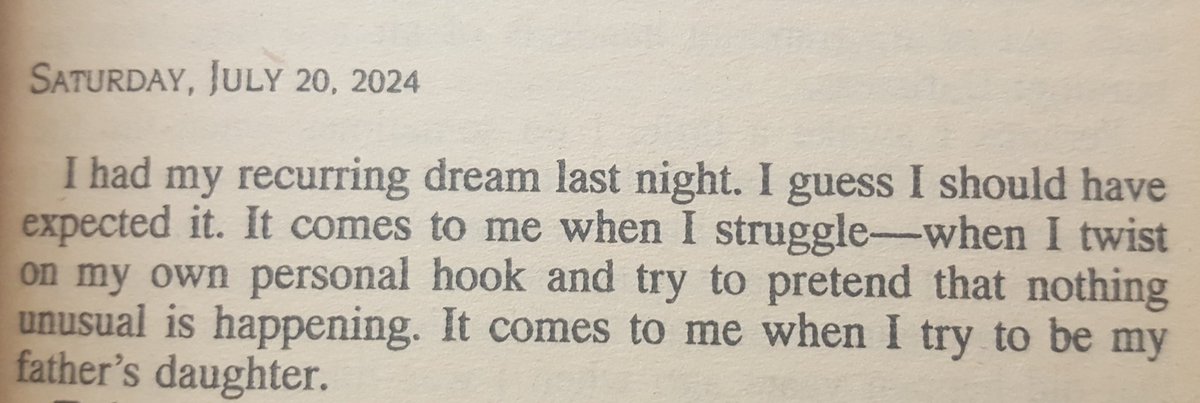 SATURDAY, JULY 20, 2024
I had my recurring dream last night. I guess I should have
expected it. It comes to me when I struggle—when I twist
on my own personal hook and try to pretend that nothing
unusual is happening. It comes to me when I try to be my
father's daughter.